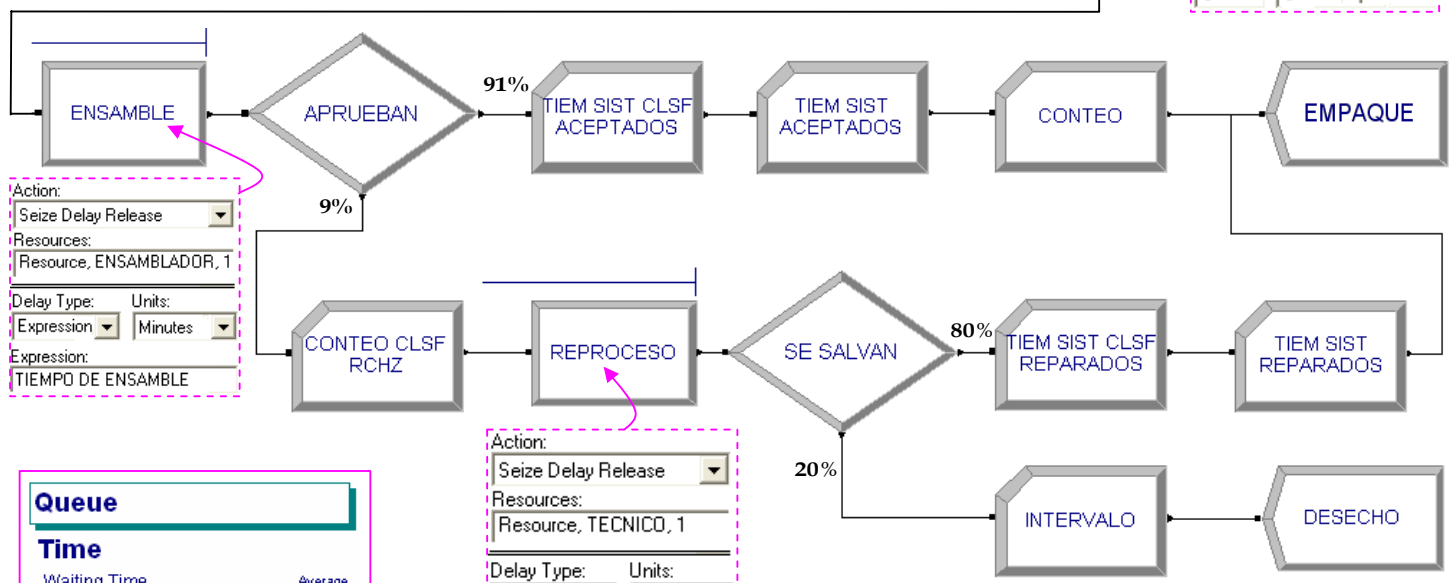 ENSAMBLE
APRUEBAN
91%
TIEM SIST CLSF
ACEPTADOS
TIEM SIST
ACEPTADOS
CONTEO
EMPAQUE
9%
Action:
Seize Delay Release
Resources:
Resource, ENSAMBLADOR, 1
Delay Type: Units:
Expression Minutes
Expression:
TIEMPO DE ENSAMBLE
CONTEO CLSF
RCHZ
REPROCESO
SE SALVAN
80%
TIEM SIST CLSF
REPARADOS
TIEM SIST
REPARADOS
20%
INTERVALO
DESECHO
Action:
Seize Delay Release
Resources:
Resource, TECNICO, 1
Delay Type: Units:
Queue
Time
Waiting Time Average